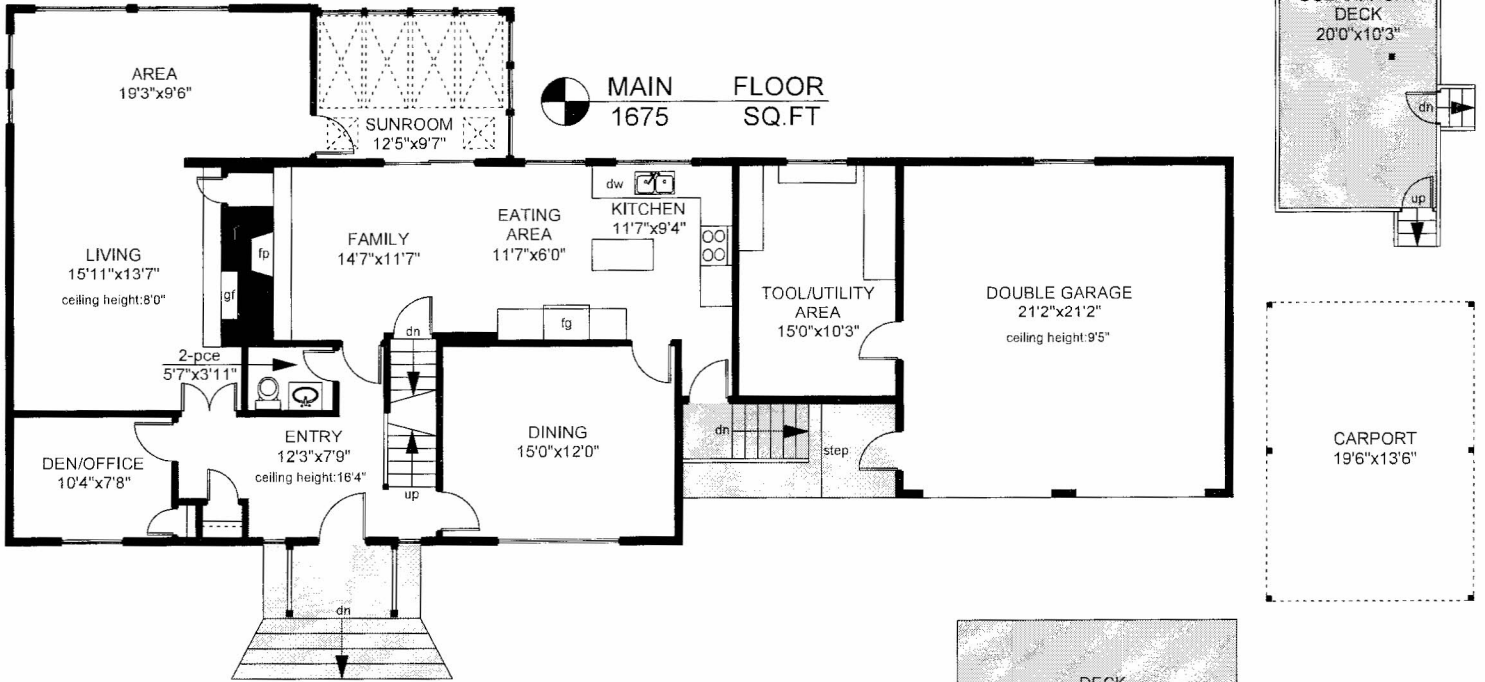 DECK
20'0"x10'3"
dn
up
AREA
19'3"x9'6"
SUNROOM
12'5"x9'7"
MAIN FLOOR
1675 SQ.FT
dw
KITCHEN
11'7"x9'4"
EATING
AREA
11'7"x6'0"
FAMILY
14'7"x11'7"
fp
gf
LIVING
15'11"x13'7"
ceiling height:8'0"
TOOL/UTILITY
AREA
15'0"x10'3"
DOUBLE GARAGE
21'2"x21'2"
ceiling height:9'5"
fg
dn
2-pce
5'7"x3'11"
ENTRY
12'3"x7'9"
ceiling height:16'4"
up
DINING
15'0"x12'0"
dn
step
DEN/OFFICE
10'4"x7'8"
CARPORT
19'6"x13'6"
dn
DECK